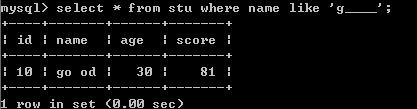 mysql> select * from stu where name like 'g____';
+----+-------+------+-------+
| id | name  | age  | score |
+----+-------+------+-------+
| 10 | go od |   30 |    81 |
+----+-------+------+-------+
1 row in set (0.00 sec)